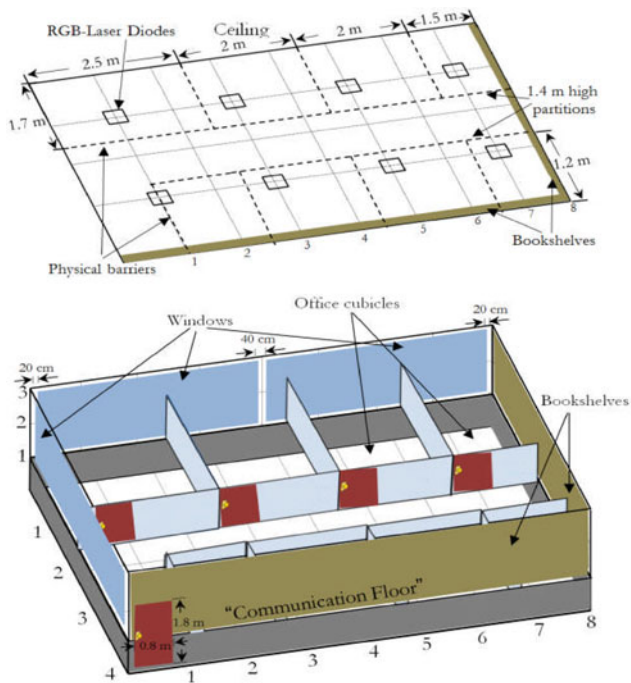 RGB-Laser Diodes
Ceiling
1.5 m
2 m
2 m
2.5 m
1.7 m
1.4 m high
partitions
1.2 m
8
7
6
5
4
3
2
1
Physical barriers
Bookshelves
Windows
Office cubicles
20 cm
40 cm
20 cm
Bookshelves
3
2
1
1
2
3
4
"Communication Floor"
1.8 m
0.8 m
1
2
3
4
5
6
7
8